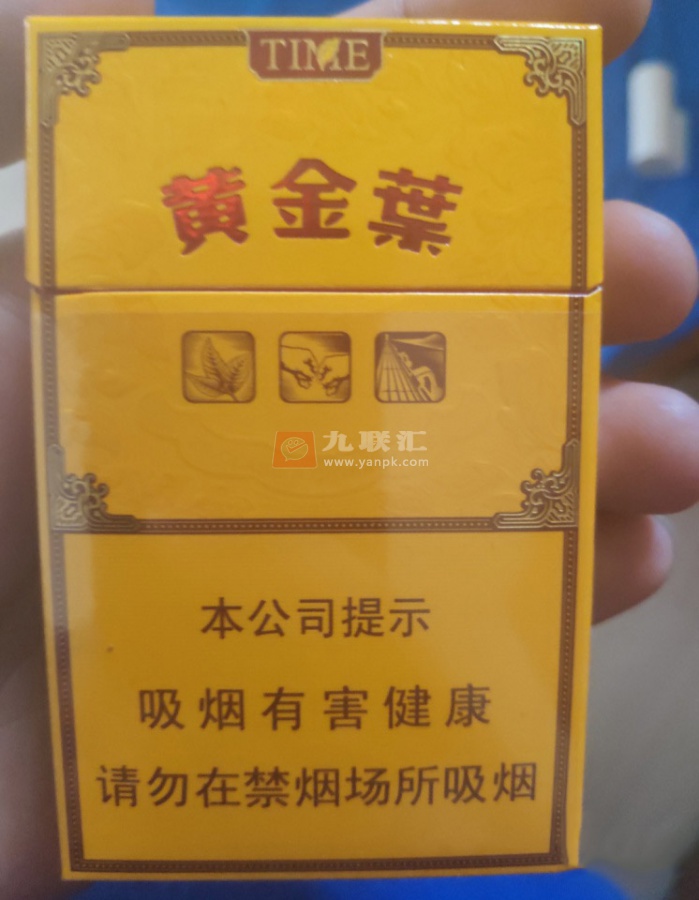 TIME
黃金葉
九联汇
www.yanpk.com
本公司提示
吸烟有害健康
请勿在禁烟场所吸烟